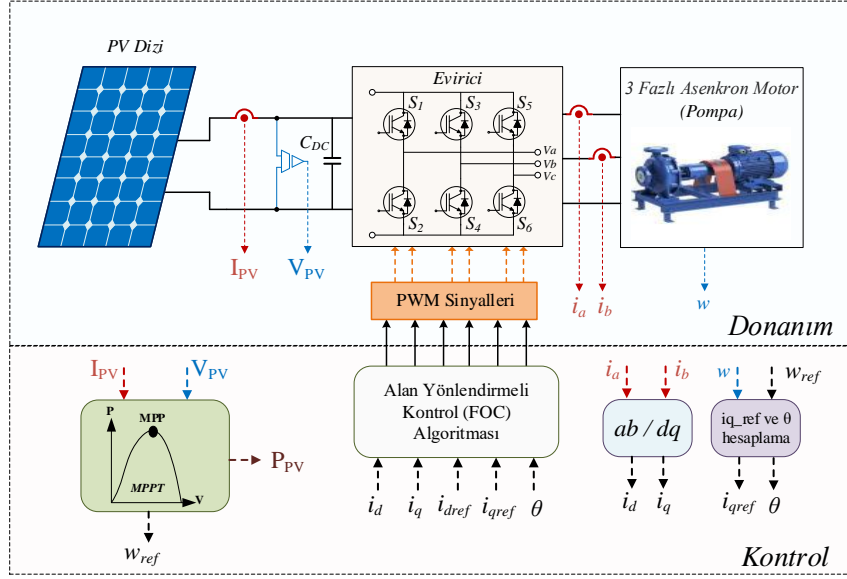 PV Dizi
Evirici
3 Fazlı Asenkron Motor
(Pompa)
S1
S3
S5
CDC
Va
Vb
Vc
S2
S4
S6
IPV
VPV
ia
ib
w
PWM Sinyalleri
Donanım
IPV
VPV
P
MPP
MPPT
V
PPV
wref
Alan Yönlendirmeli
Kontrol (FOC)
Algoritması
id
iq
idref
iqref
θ
ia
ib
ab / dq
id
iq
w
wref
iq_ref ve θ
hesaplama
iqref
θ
Kontrol